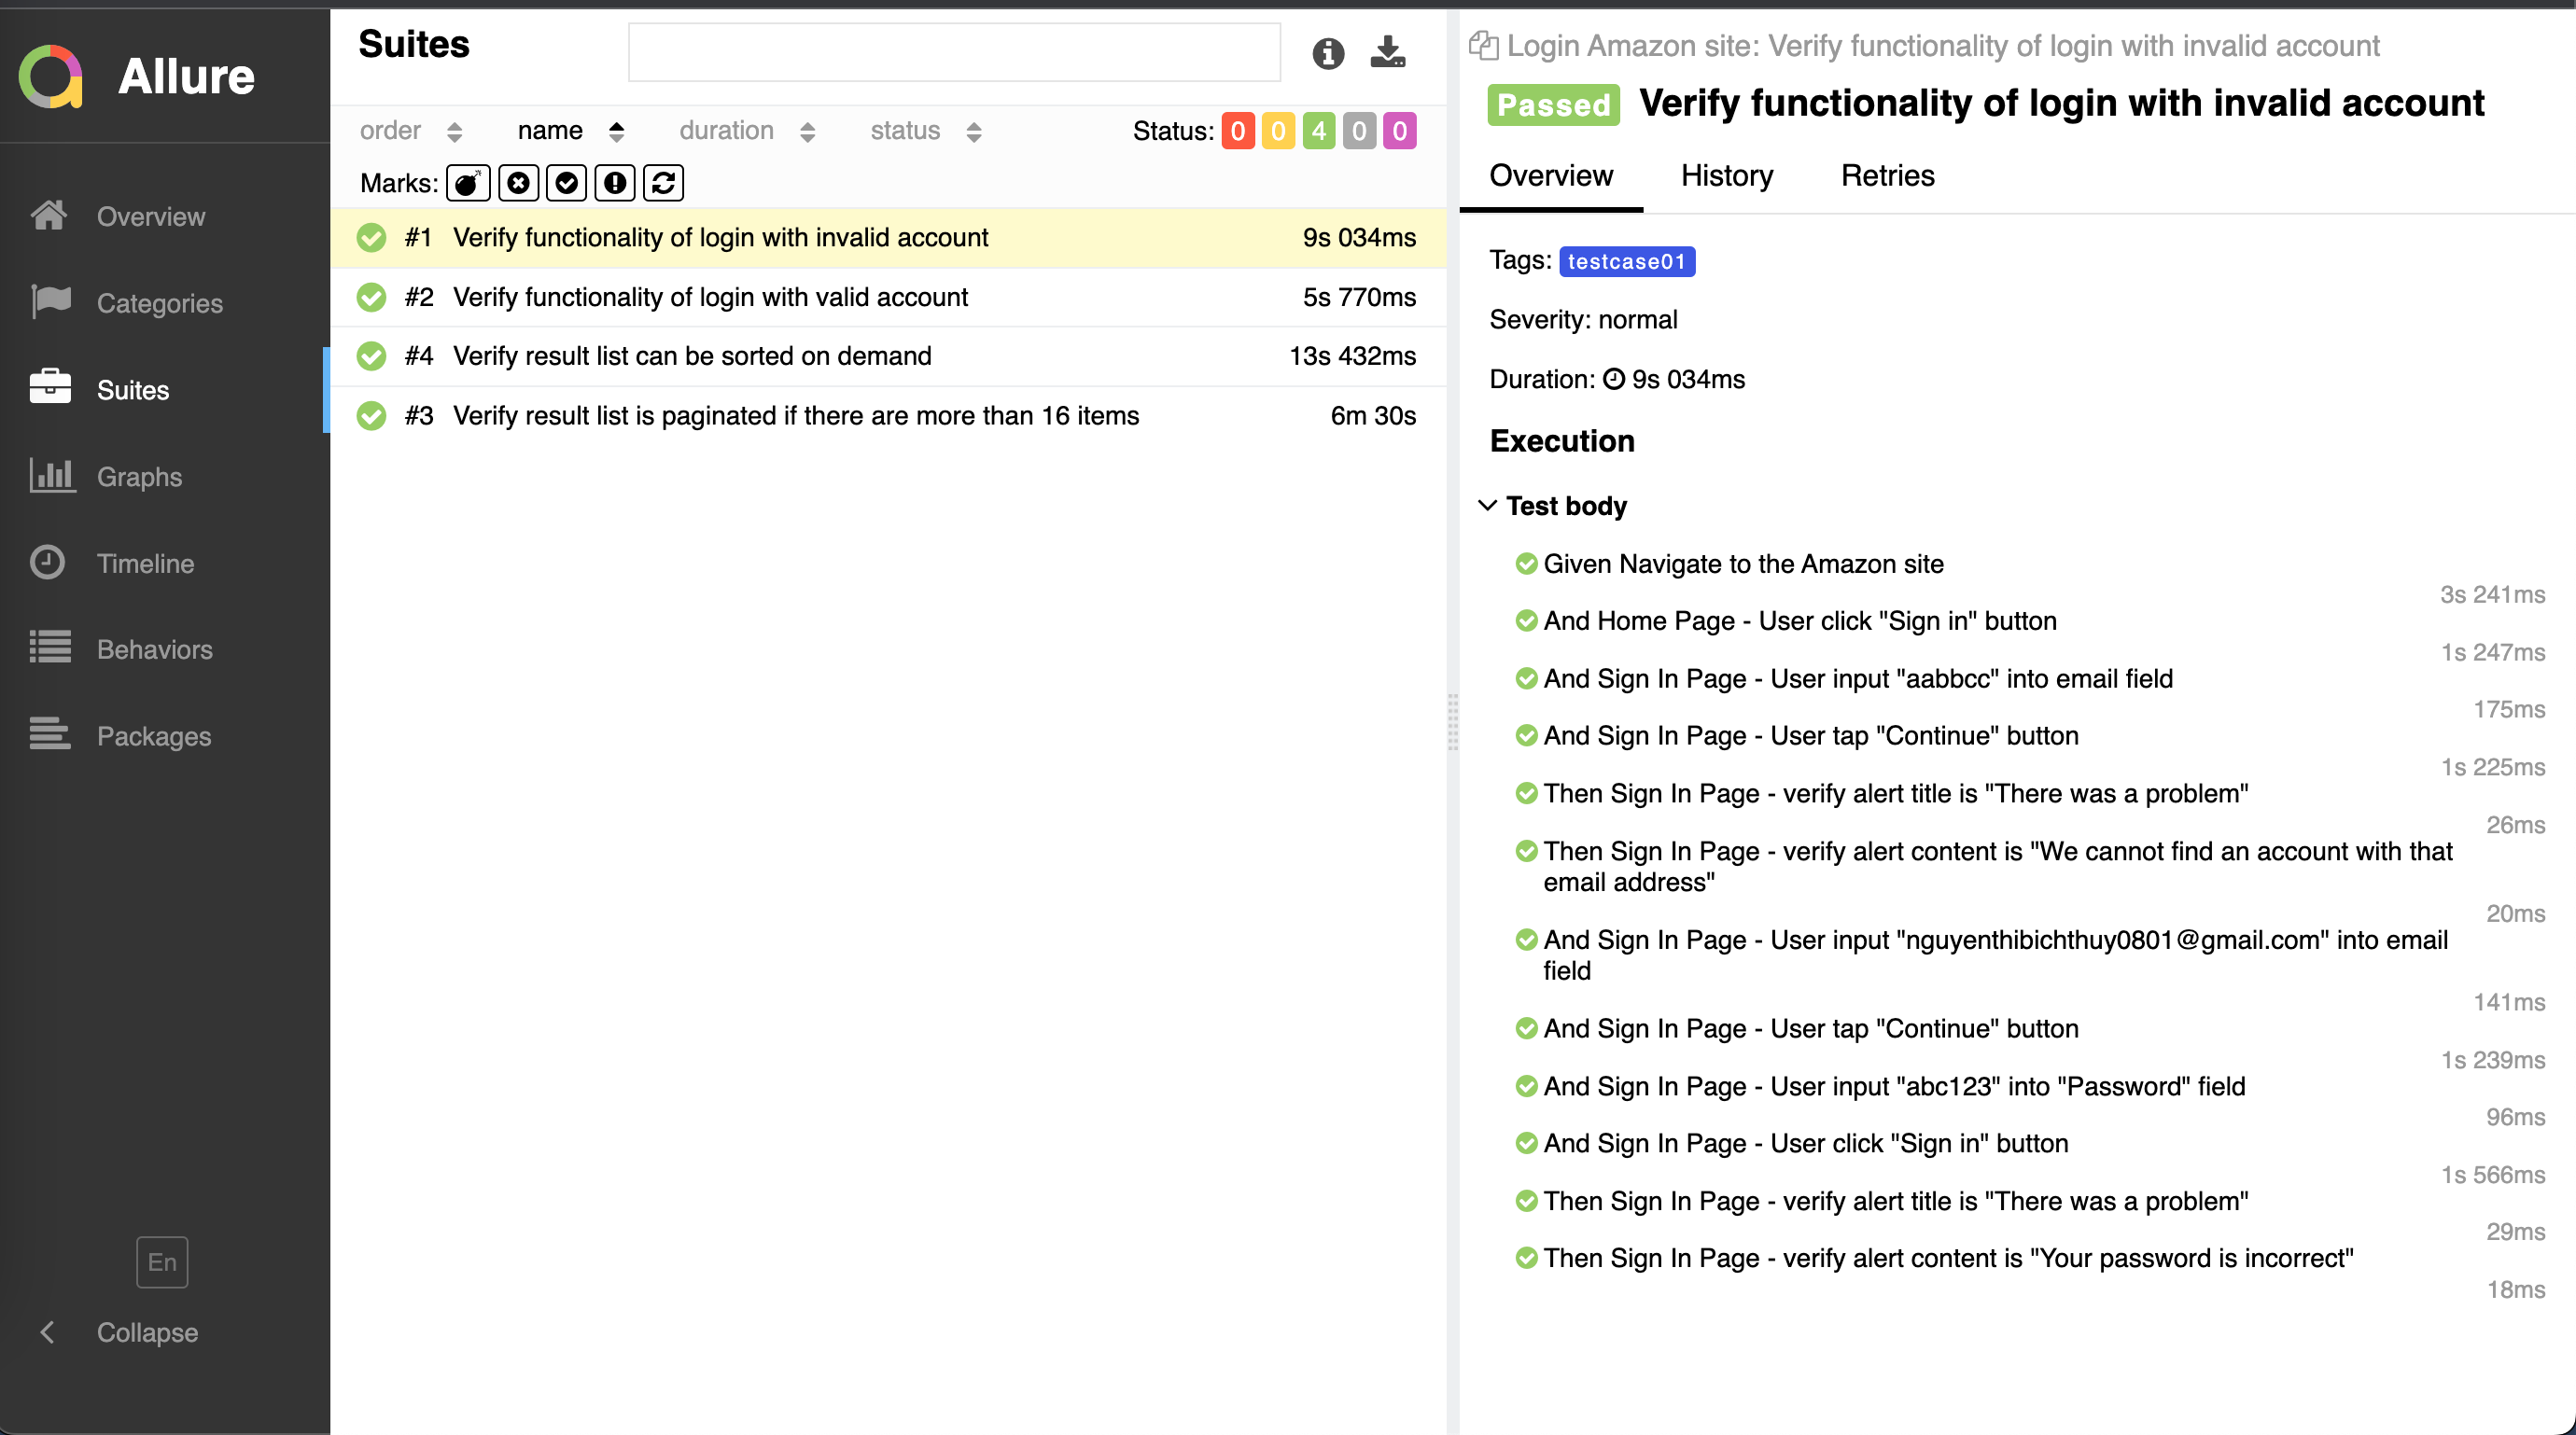 Allure
Overview
Categories
Suites
Graphs
Timeline
Behaviors
Packages
En
Collapse
Suites
order name duration status Status: 0 0 4 0 0
Marks:
#1 Verify functionality of login with invalid account 9s 034ms
#2 Verify functionality of login with valid account 5s 770ms
#4 Verify result list can be sorted on demand 13s 432ms
#3 Verify result list is paginated if there are more than 16 items 6m 30s
Login Amazon site: Verify functionality of login with invalid account
Passed Verify functionality of login with invalid account
Overview History Retries
Tags: testcase01
Severity: normal
Duration: 9s 034ms
Execution
Test body
Given Navigate to the Amazon site
3s 241ms
And Home Page - User click "Sign in" button
1s 247ms
And Sign In Page - User input "aabbcc" into email field
175ms
And Sign In Page - User tap "Continue" button
1s 225ms
Then Sign In Page - verify alert title is "There was a problem"
26ms
Then Sign In Page - verify alert content is "We cannot find an account with that
email address"
20ms
And Sign In Page - User input "nguyenthibichthuy0801@gmail.com" into email
field
141ms
And Sign In Page - User tap "Continue" button
1s 239ms
And Sign In Page - User input "abc123" into "Password" field
96ms
And Sign In Page - User click "Sign in" button
1s 566ms
Then Sign In Page - verify alert title is "There was a problem"
29ms
Then Sign In Page - verify alert content is "Your password is incorrect"
18ms